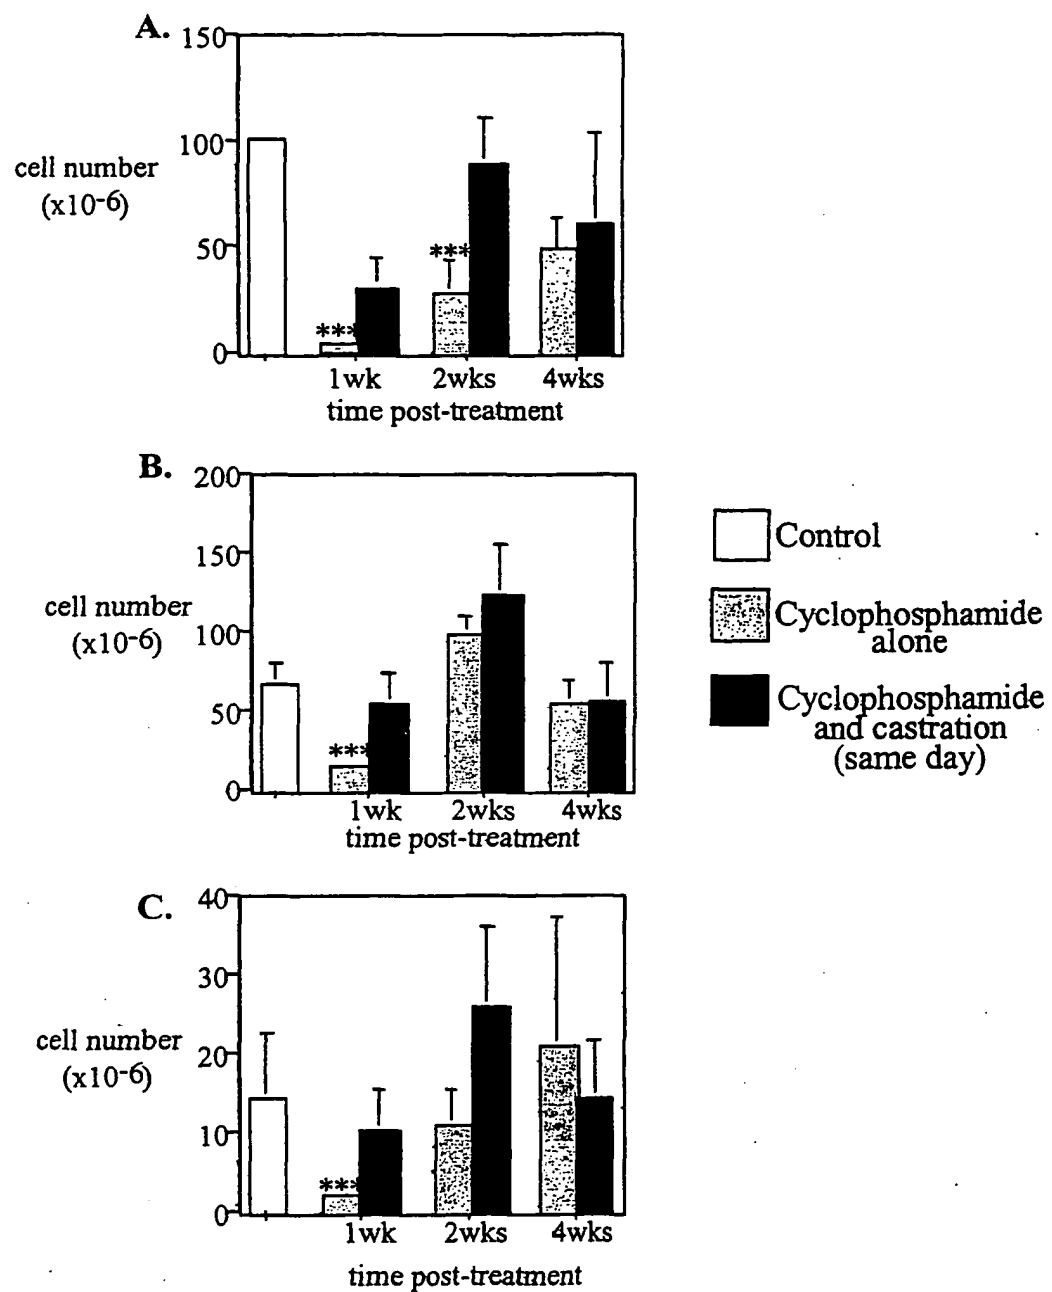 A.
150
100
50
0
cell number
(x10-6)
***
***
1wk 2wks 4wks
time post-treatment
B.
200
150
100
50
0
cell number
(x10-6)
***
1wk 2wks 4wks
time post-treatment
Control
Cyclophosphamide
alone
Cyclophosphamide
and castration
(same day)
C.
40
30
20
10
0
cell number
(x10-6)
***
1wk 2wks 4wks
time post-treatment